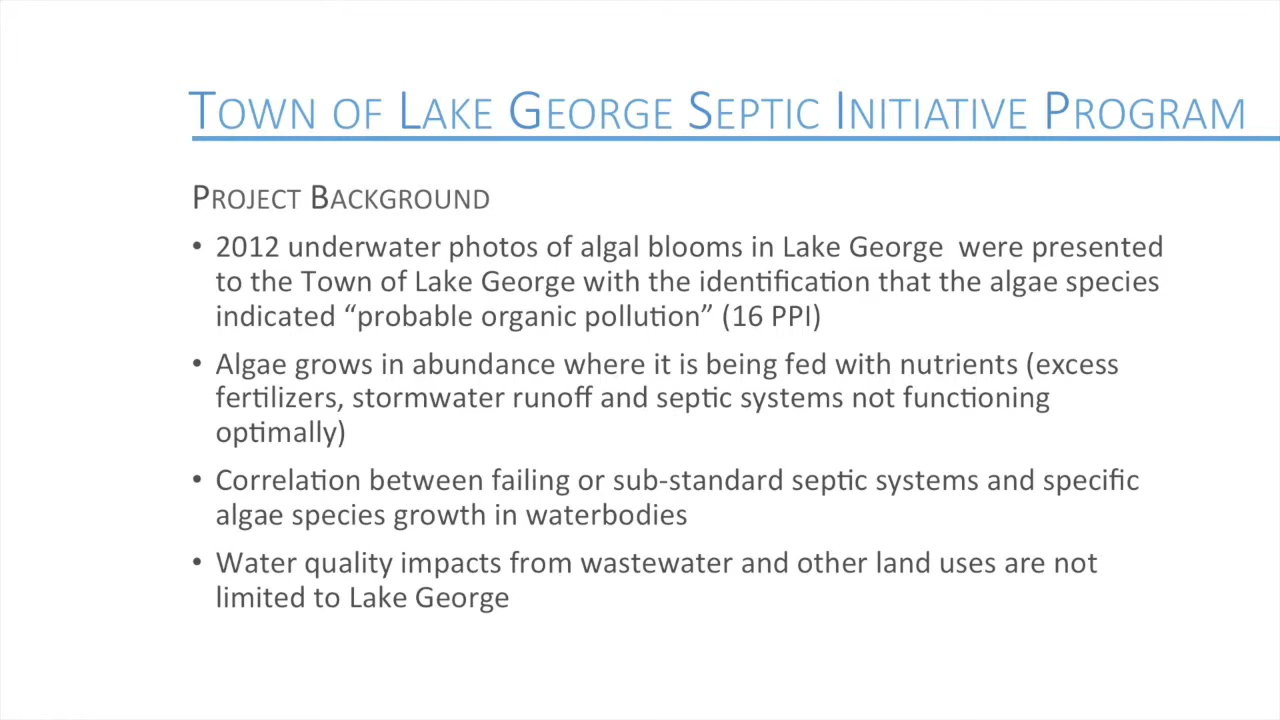 TOWN OF LAKE GEORGE SEPTIC INITIATIVE PROGRAM
PROJECT BACKGROUND
• 2012 underwater photos of algal blooms in Lake George  were presented
to the Town of Lake George with the identification that the algae species
indicated “probable organic pollution” (16 PPI)
• Algae grows in abundance where it is being fed with nutrients (excess
fertilizers, stormwater runoff and septic systems not functioning
optimally)
• Correlation between failing or sub-standard septic systems and specific
algae species growth in waterbodies
• Water quality impacts from wastewater and other land uses are not
limited to Lake George